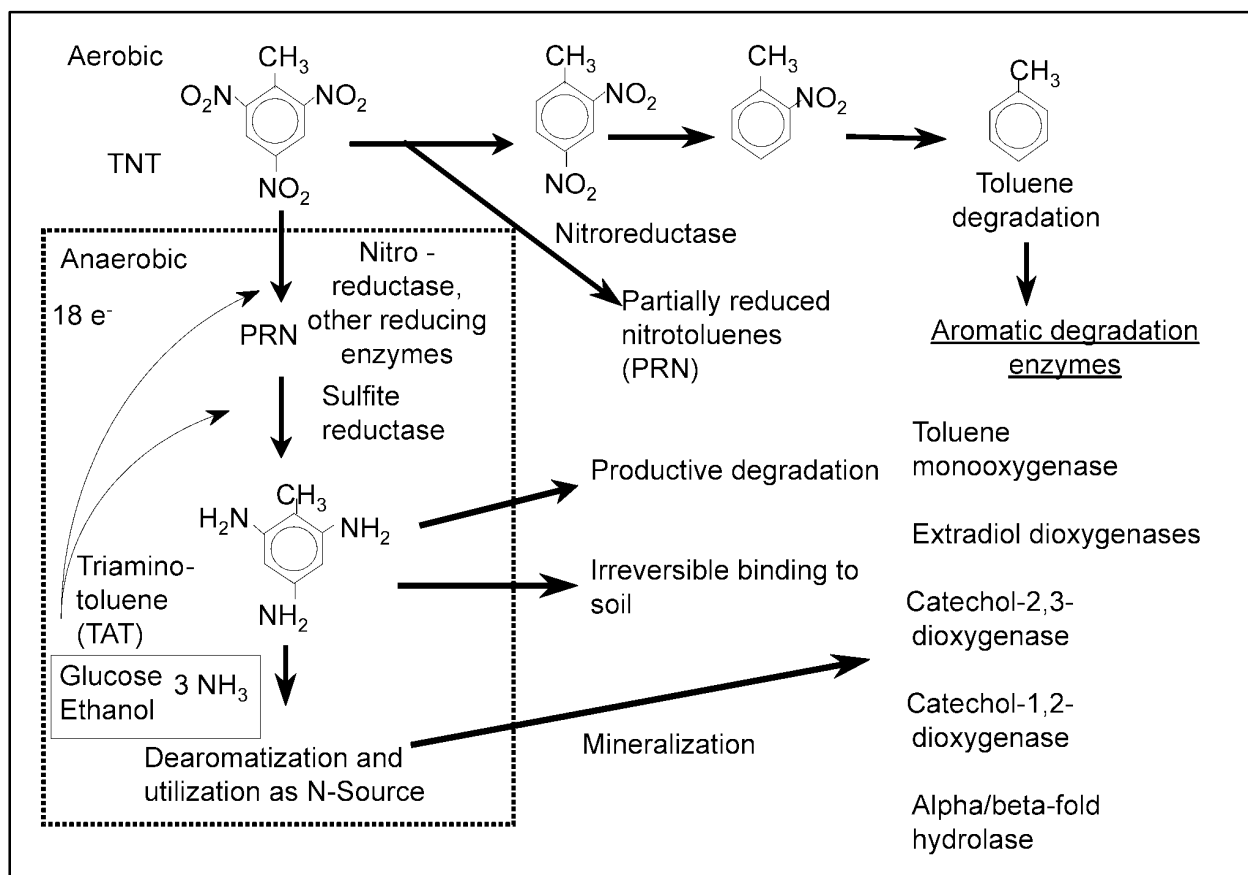 Aerobic
CH₃
O₂N
NO₂
NO₂
TNT
CH₃
NO₂
NO₂
CH₃
NO₂
CH₃
Toluene
degradation
Nitroreductase
Partially reduced
nitrotoluenes
(PRN)
Aromatic degradation
enzymes
Anaerobic
18 e⁻
Nitro -
reductase,
other reducing
enzymes
PRN
Sulfite
reductase
CH₃
H₂N
NH₂
NH₂
Triamino-
toluene
(TAT)
Glucose
Ethanol
3 NH₃
Dearomatization and
utilization as N-Source
Productive degradation
Irreversible binding to
soil
Mineralization
Toluene
monooxygenase
Extradiol dioxygenases
Catechol-2,3-
dioxygenase
Catechol-1,2-
dioxygenase
Alpha/beta-fold
hydrolase